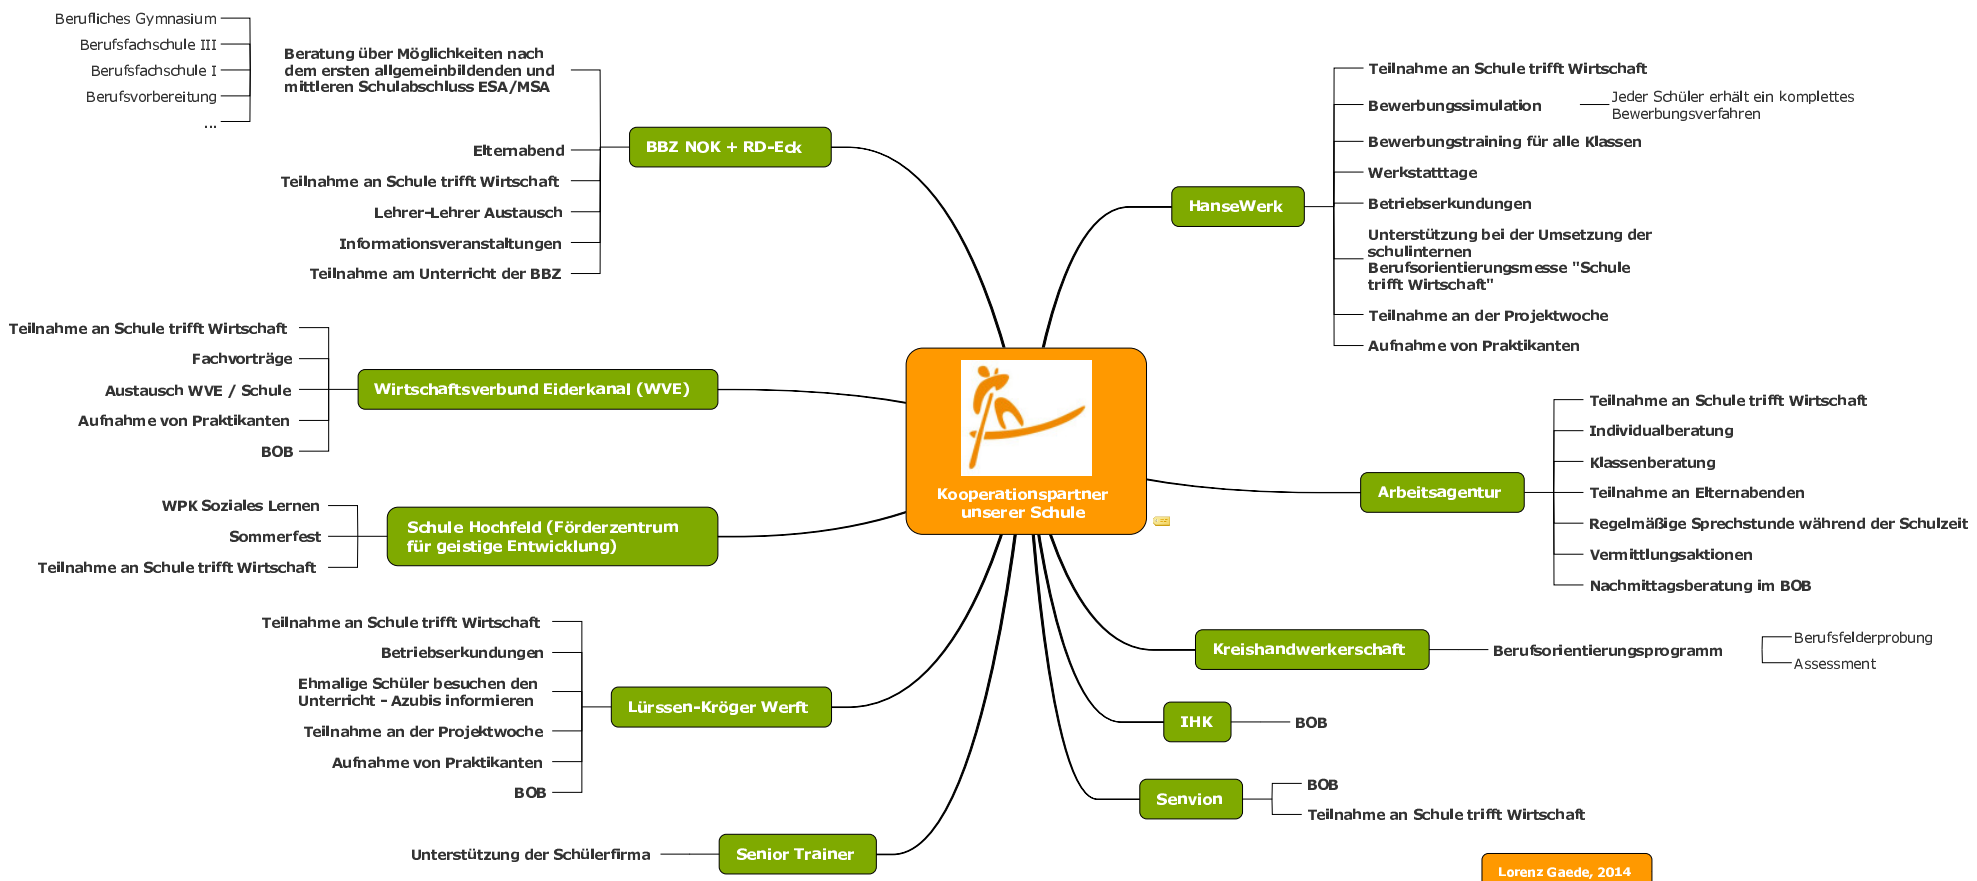 Berufliches Gymnasium
Berufsfachschule III
Berufsfachschule I
Berufsvorbereitung
...
Beratung über Möglichkeiten nach
dem ersten allgemeinbildenden und
mittleren Schulabschluss ESA/MSA
Elternabend
Teilnahme an Schule trifft Wirtschaft
Lehrer-Lehrer Austausch
Informationsveranstaltungen
Teilnahme am Unterricht der BBZ
BBZ NOK + RD-Eck
Teilnahme an Schule trifft Wirtschaft
Fachvorträge
Austausch WVE / Schule
Aufnahme von Praktikanten
BOB
Wirtschaftsverbund Eiderkanal (WVE)
WPK Soziales Lernen
Sommerfest
Teilnahme an Schule trifft Wirtschaft
Schule Hochfeld (Förderzentrum
für geistige Entwicklung)
Teilnahme an Schule trifft Wirtschaft
Betriebserkundungen
Ehmalige Schüler besuchen den
Unterricht - Azubis informieren
Teilnahme an der Projektwoche
Aufnahme von Praktikanten
BOB
Lürssen-Kröger Werft
Unterstützung der Schülerfirma
Senior Trainer
Kooperationspartner
unserer Schule
HanseWerk
Teilnahme an Schule trifft Wirtschaft
Bewerbungssimulation
Jeder Schüler erhält ein komplettes
Bewerbungsverfahren
Bewerbungstraining für alle Klassen
Werkstatttage
Betriebserkundungen
Unterstützung bei der Umsetzung der
schulinternen
Berufsorientierungsmesse "Schule
trifft Wirtschaft"
Teilnahme an der Projektwoche
Aufnahme von Praktikanten
Arbeitsagentur
Teilnahme an Schule trifft Wirtschaft
Individualberatung
Klassenberatung
Teilnahme an Elternabenden
Regelmäßige Sprechstunde während der Schulzeit
Vermittlungsaktionen
Nachmittagsberatung im BOB
Kreishandwerkerschaft
Berufsorientierungsprogramm
Berufsfelderprobung
Assessment
IHK
BOB
Senvion
BOB
Teilnahme an Schule trifft Wirtschaft
Lorenz Gaede, 2014